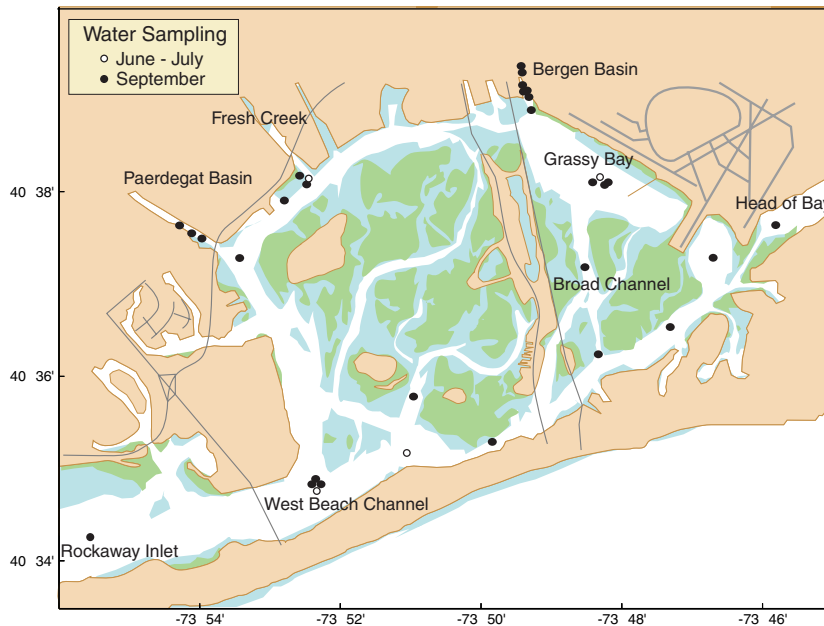 Water Sampling
June - July
September
Bergen Basin
Fresh Creek
Grassy Bay
Paerdegat Basin
40 38'
Head of Bay
Broad Channel
40 36'
West Beach Channel
Rockaway Inlet
40 34'
-73 54' -73 52' -73 50' -73 48' -73 46'